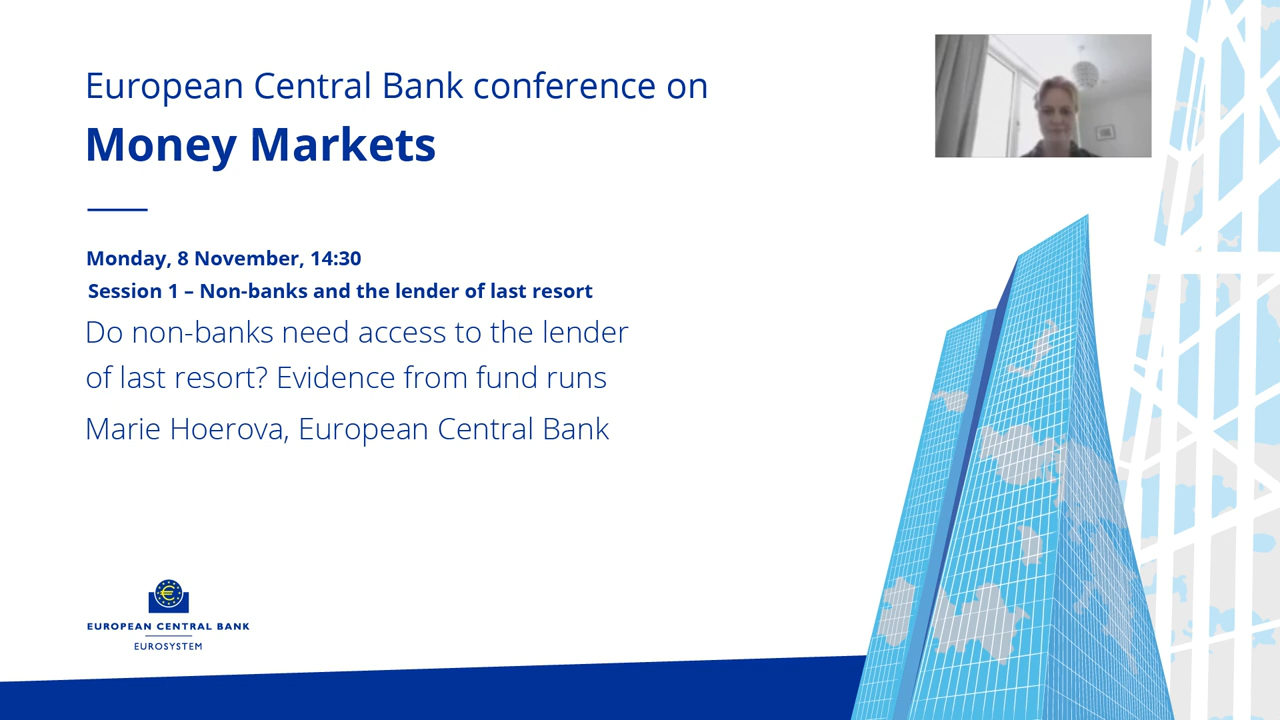 European Central Bank conference on
Money Markets
Monday, 8 November, 14:30
Session 1 – Non-banks and the lender of last resort
Do non-banks need access to the lender
of last resort? Evidence from fund runs
Marie Hoerova, European Central Bank
€
EUROPEAN CENTRAL BANK
EUROSYSTEM